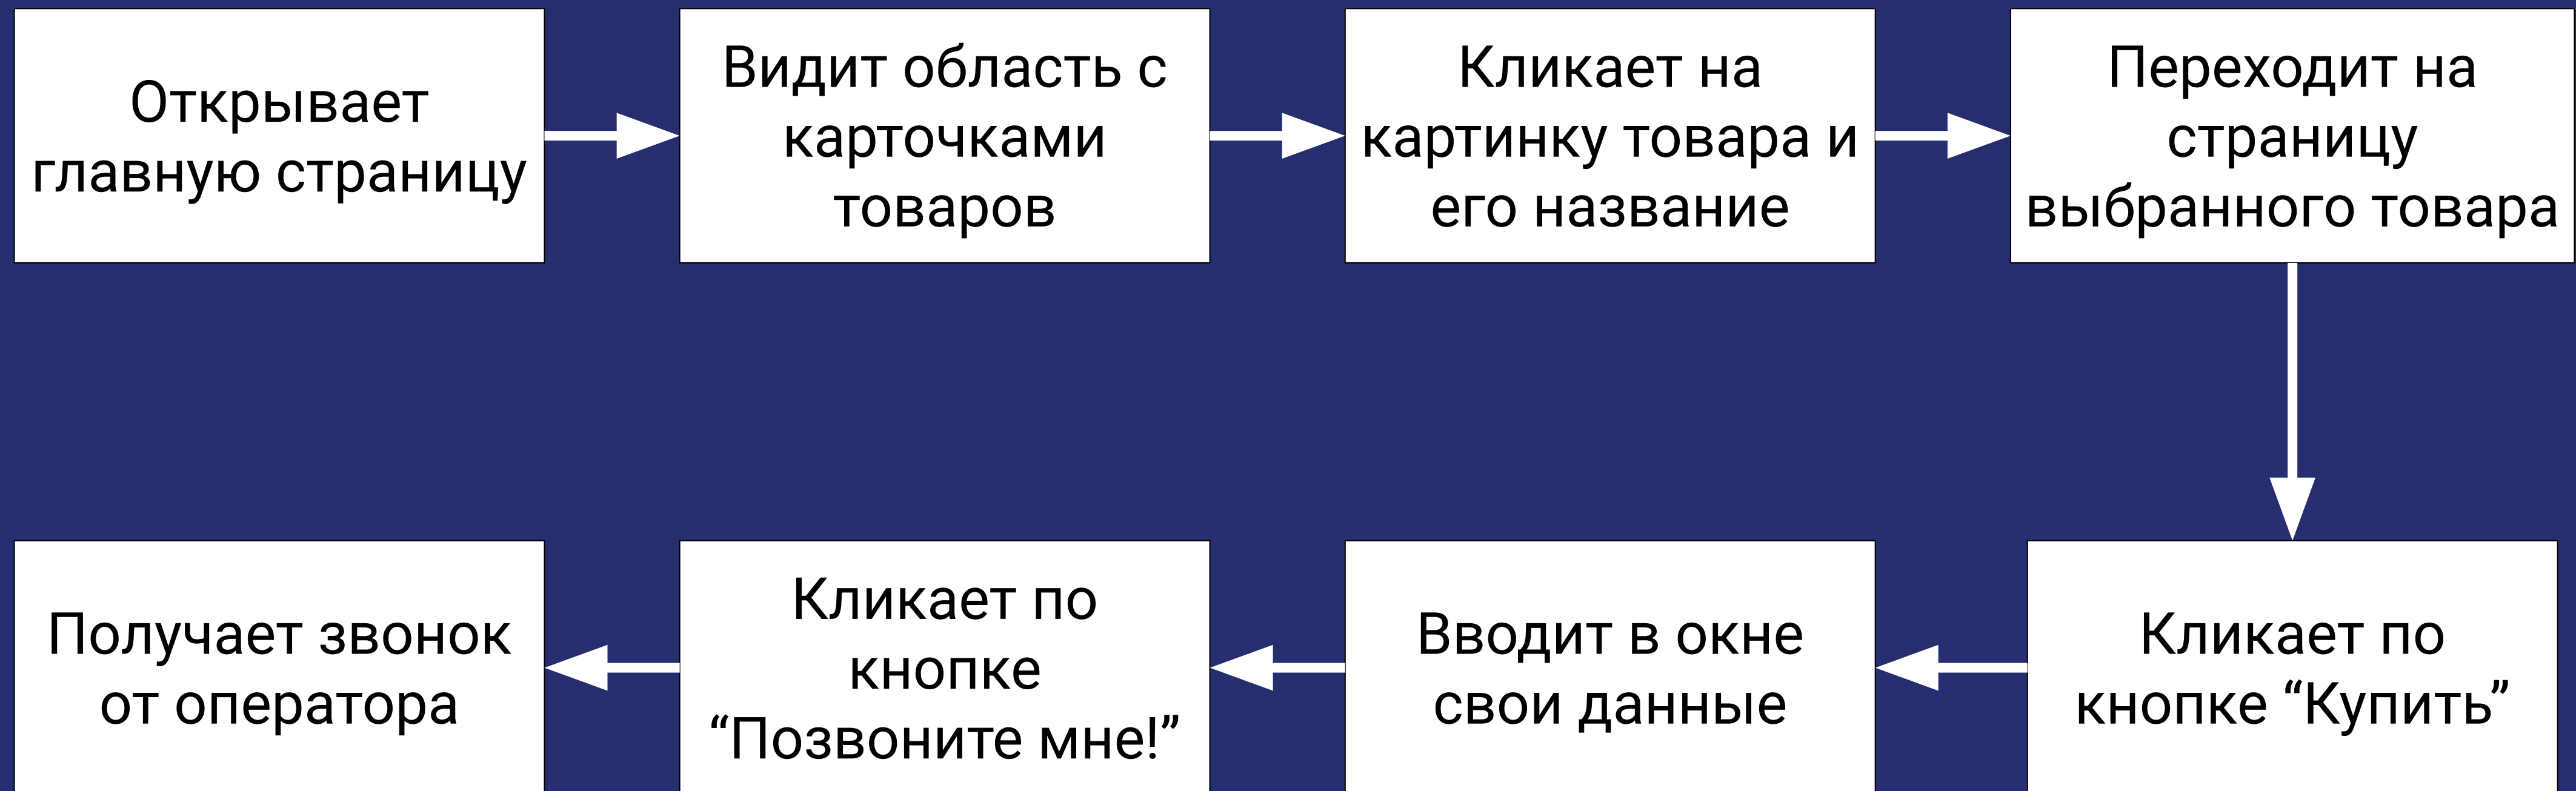 Открывает
главную страницу
Видит область с
карточками
товаров
Кликает на
картинку товара и
его название
Переходит на
страницу
выбранного товара
Кликает по
кнопке “Купить”
Вводит в окне
свои данные
Кликает по
кнопке
“Позвоните мне!”
Получает звонок
от оператора